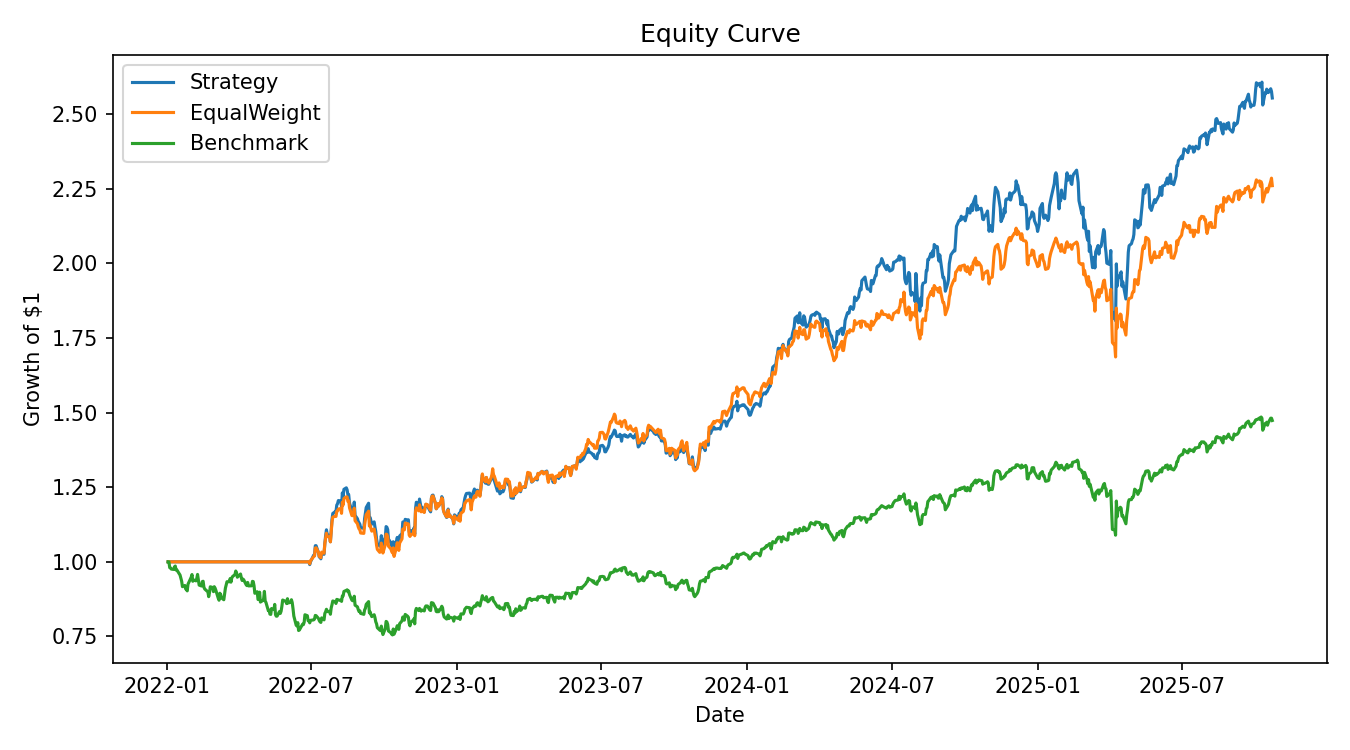 Equity Curve
Strategy
EqualWeight
Benchmark
2.50
2.25
2.00
1.75
1.50
1.25
1.00
0.75
Growth of $1
2022-01 2022-07 2023-01 2023-07 2024-01 2024-07 2025-01 2025-07
Date